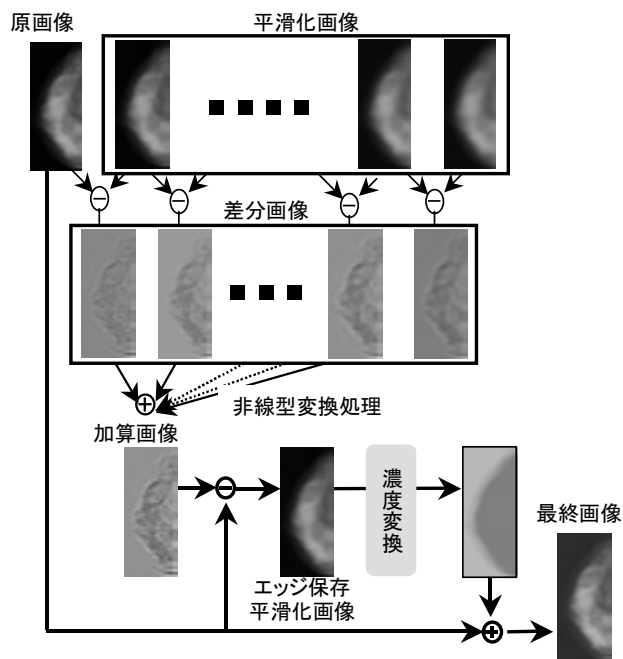 原画像
平滑化画像
差分画像
非線型変換処理
加算画像
濃度変換
最終画像
エッジ保存
平滑化画像